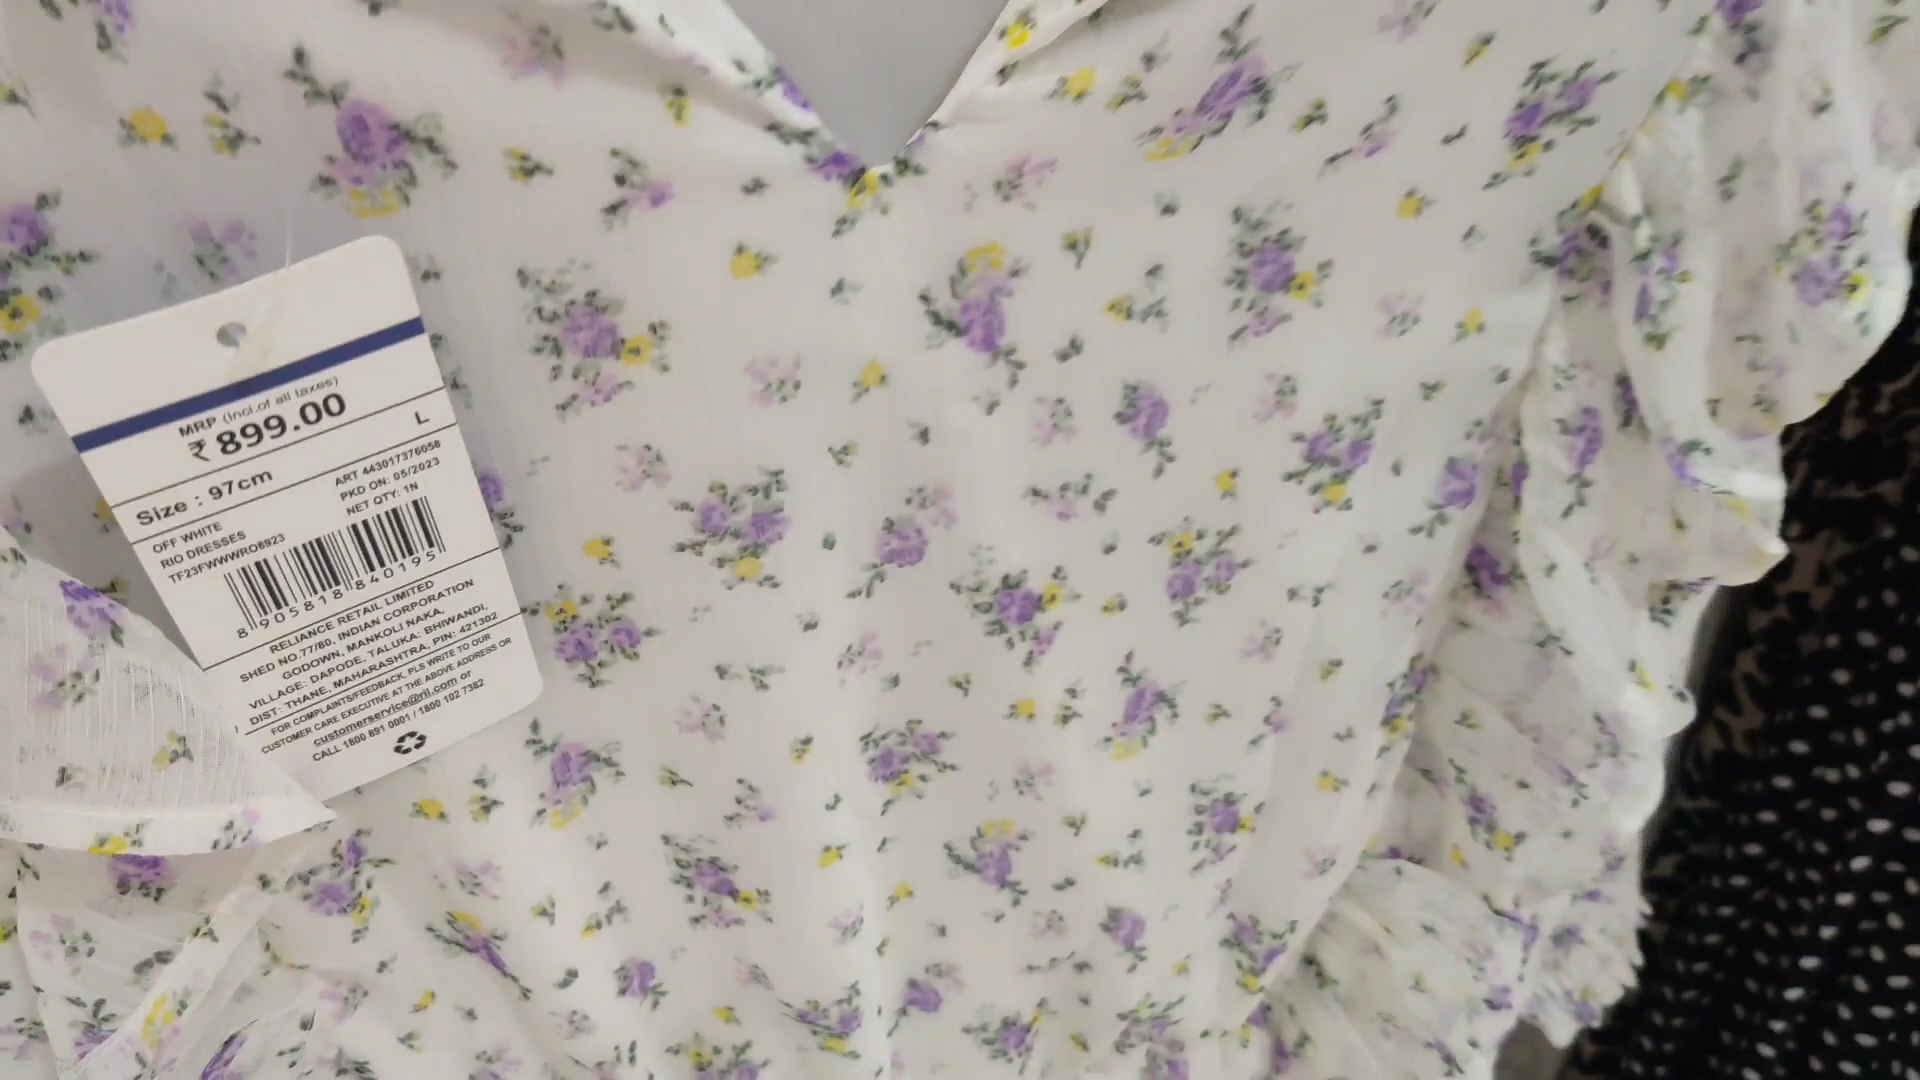 MRP (Incl.of all taxes)
₹899.00
Size : 97cm L
ART 443017376058
PKD ON: 05/2023
NET QTY: 1N
OFF WHITE
RIO DRESSES
TF23FWWWRO6923
8 905818 840195
RELIANCE RETAIL LIMITED
SHED NO.77/80, INDIAN CORPORATION
GODOWN, MANKOLI NAKA,
VILLAGE: DAPODE, TALUKA: BHIWANDI,
DIST: THANE, MAHARASHTRA, PIN: 421302
FOR COMPLAINTS/FEEDBACK, PLS WRITE TO OUR
CUSTOMER CARE EXECUTIVE AT THE ABOVE ADDRESS OR
customerservice@ril.com or
CALL 1800 891 0001 / 1800 102 7382